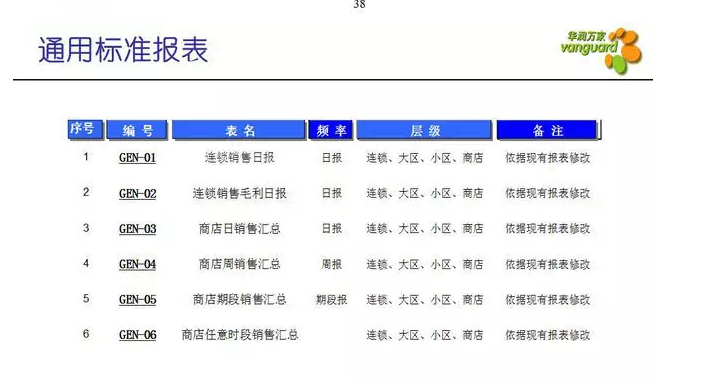 38
通用标准报表
华润万家
vanguard
序号 编 号 表 名 频 率 层 级 备 注
1 GEN-01 连锁销售日报 日报 连锁、大区、小区、商店 依据现有报表修改
2 GEN-02 连锁销售毛利日报 日报 连锁、大区、小区、商店 依据现有报表修改
3 GEN-03 商店日销售汇总 日报 连锁、大区、小区、商店 依据现有报表修改
4 GEN-04 商店周销售汇总 周报 连锁、大区、小区、商店 依据现有报表修改
5 GEN-05 商店期段销售汇总 期段报 连锁、大区、小区、商店 依据现有报表修改
6 GEN-06 商店任意时段销售汇总 连锁、大区、小区、商店 依据现有报表修改